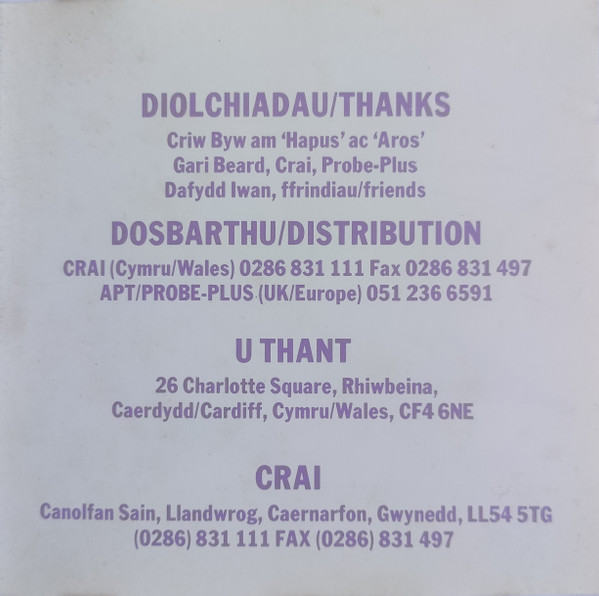 DIOLCHIADAU/THANKS
Criw Byw am ‘Hapus’ ac ‘Aros’
Gari Beard, Crai, Probe-Plus
Dafydd Iwan, ffrindiau/friends
DOSBARTHU/DISTRIBUTION
CRAI (Cymru/Wales) 0286 831 111 Fax 0286 831 497
APT/PROBE-PLUS (UK/Europe) 051 236 6591
U THANT
26 Charlotte Square, Rhiwbeina,
Caerdydd/Cardiff, Cymru/Wales, CF4 6NE
CRAI
Canolfan Sain, Llandwrog, Caernarfon, Gwynedd, LL54 5TG
(0286) 831 111 FAX (0286) 831 497